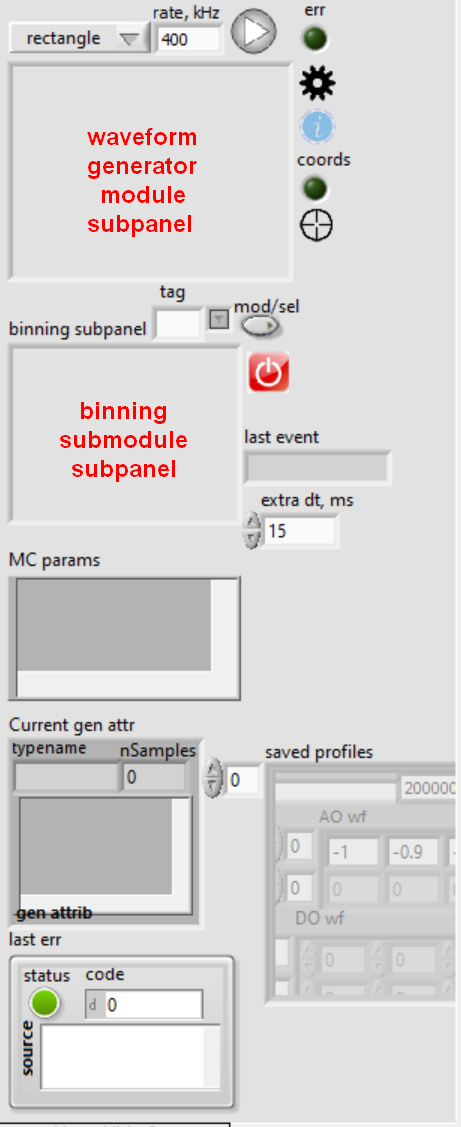 rate, kHz
err
rectangle
400
waveform
generator
module
subpanel
i
coords
tag
mod/sel
binning subpanel
binning
submodule
subpanel
last event
extra dt, ms
15
MC params
Current gen attr
typename
nSamples
0
0
saved profiles
200000
AO wf
0
-1
-0.9
0
0
0
gen attrib
DO wf
0
0
last err
status
code
d
0
source